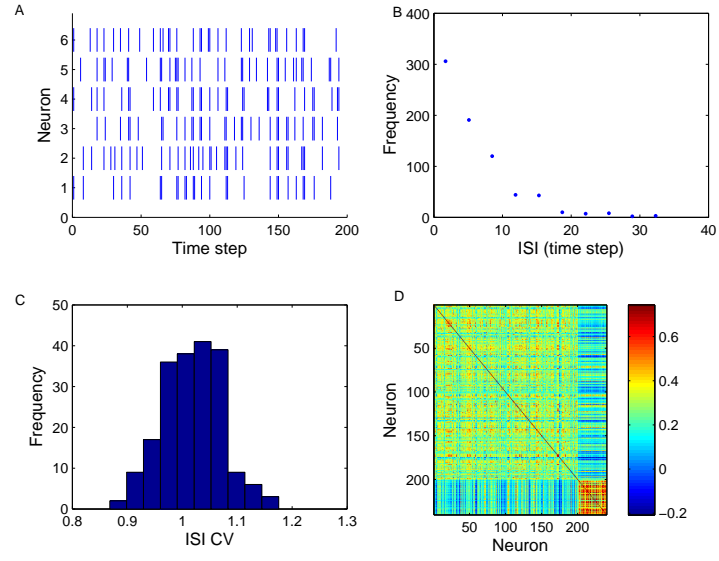 A
6
5
4
3
2
1
0
0 50 100 150 200
Neuron
Time step
B
400
300
200
100
0
0 10 20 30 40
Frequency
ISI (time step)
C
50
40
30
20
10
0
0.8 0.9 1 1.1 1.2 1.3
Frequency
ISI CV
D
50
100
150
200
50 100 150 200
Neuron
Neuron
0.6
0.4
0.2
0
−0.2